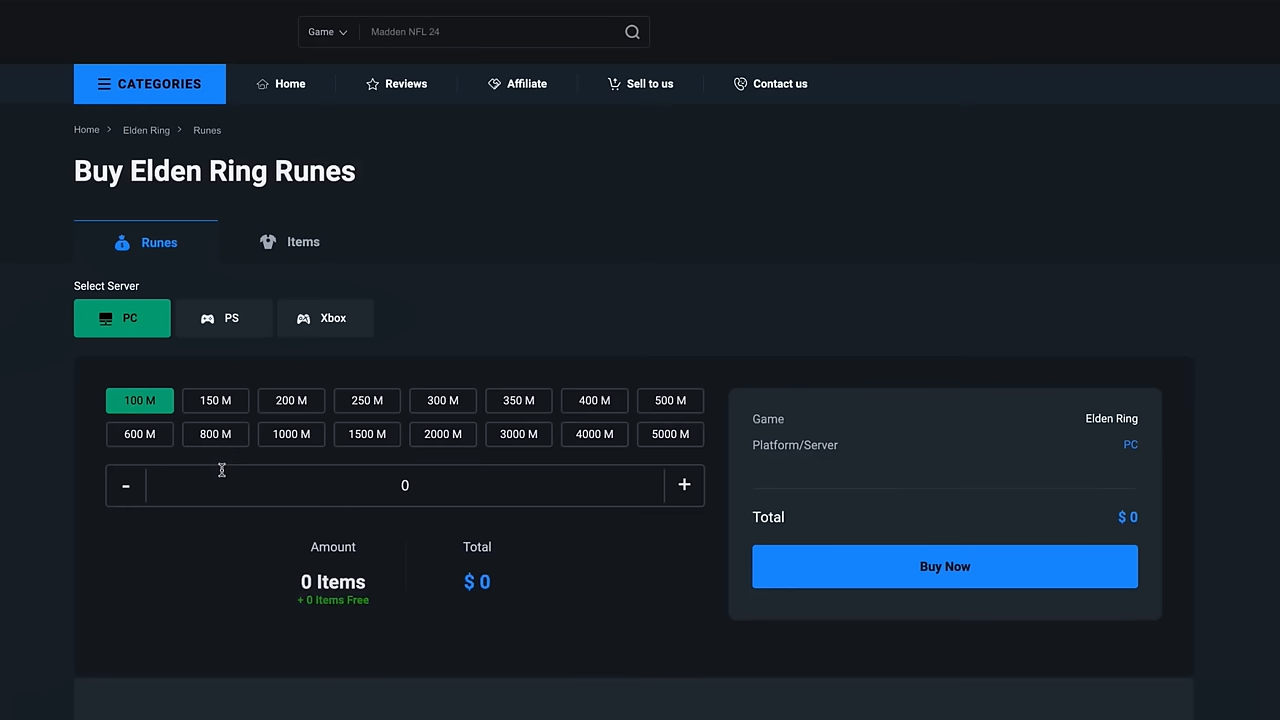 Game Madden NFL 24
CATEGORIES Home Reviews Affiliate Sell to us Contact us
Home > Elden Ring > Runes
Buy Elden Ring Runes
Runes Items
Select Server
PC PS Xbox
100 M 150 M 200 M 250 M 300 M 350 M 400 M 500 M
600 M 800 M 1000 M 1500 M 2000 M 3000 M 4000 M 5000 M
- 0 +
Amount Total
0 Items $ 0
+ 0 Items Free
Game Elden Ring
Platform/Server PC
Total $ 0
Buy Now